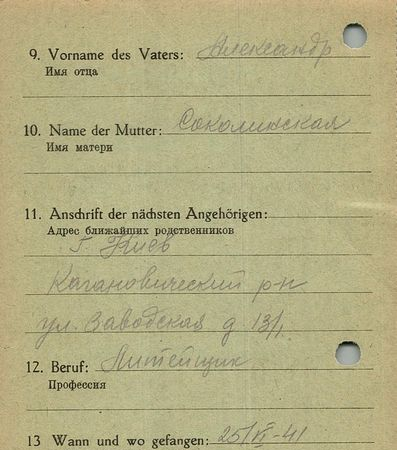 9. Vorname des Vaters: Александр
Имя отца
10. Name der Mutter: Соколинская
Имя матери
11. Anschrift der nächsten Angehörigen:
Адрес ближайших родственников
г. Киев
Кагановический р-н
ул. Заводская д 13/1
12. Beruf: Литейщик
Профессия
13 Wann und wo gefangen: 25/VI-41